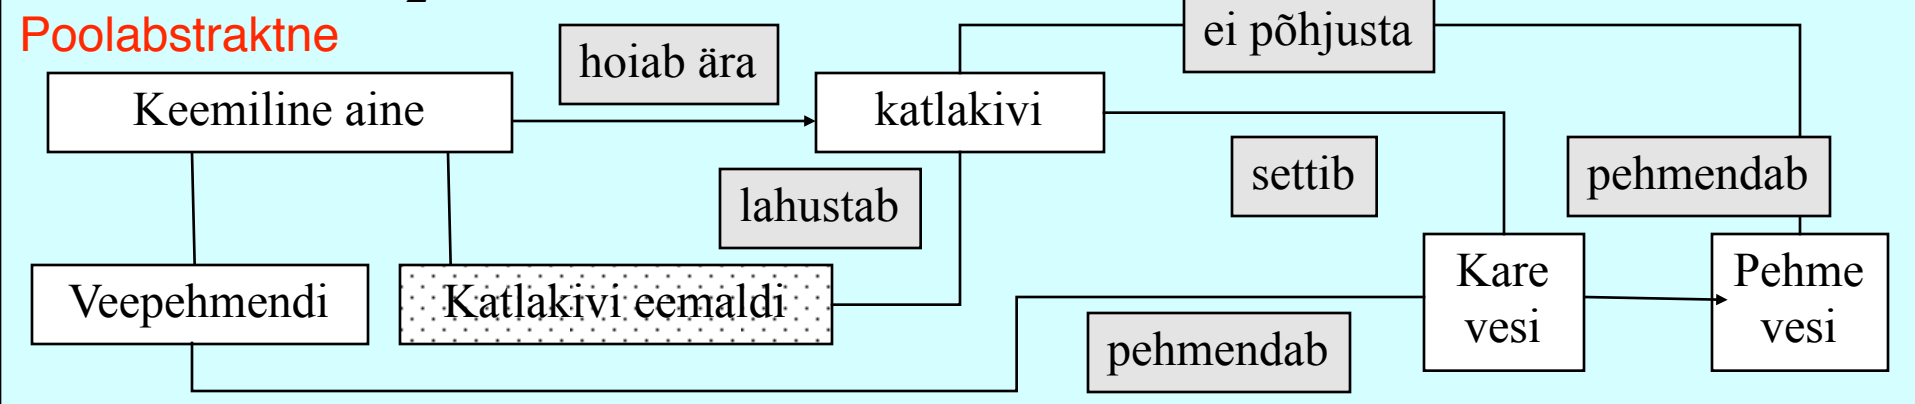 Poolabstraktne
hoiab ära
ei põhjusta
Keemiline aine
katlakivi
lahustab
settib
pehmendab
Veepehmendi
Katlakivi eemaldi
Kare
vesi
Pehme
vesi
pehmendab